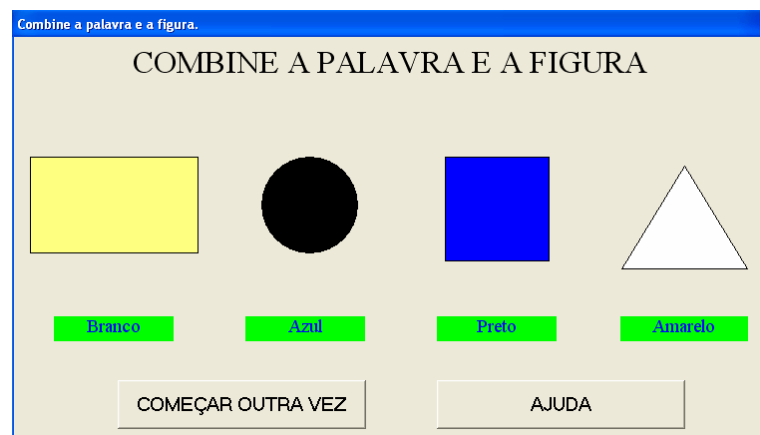 Combine a palavra e a figura.
COMBINE A PALAVRA E A FIGURA
Branco Azul Preto Amarelo
COMEÇAR OUTRA VEZ AJUDA